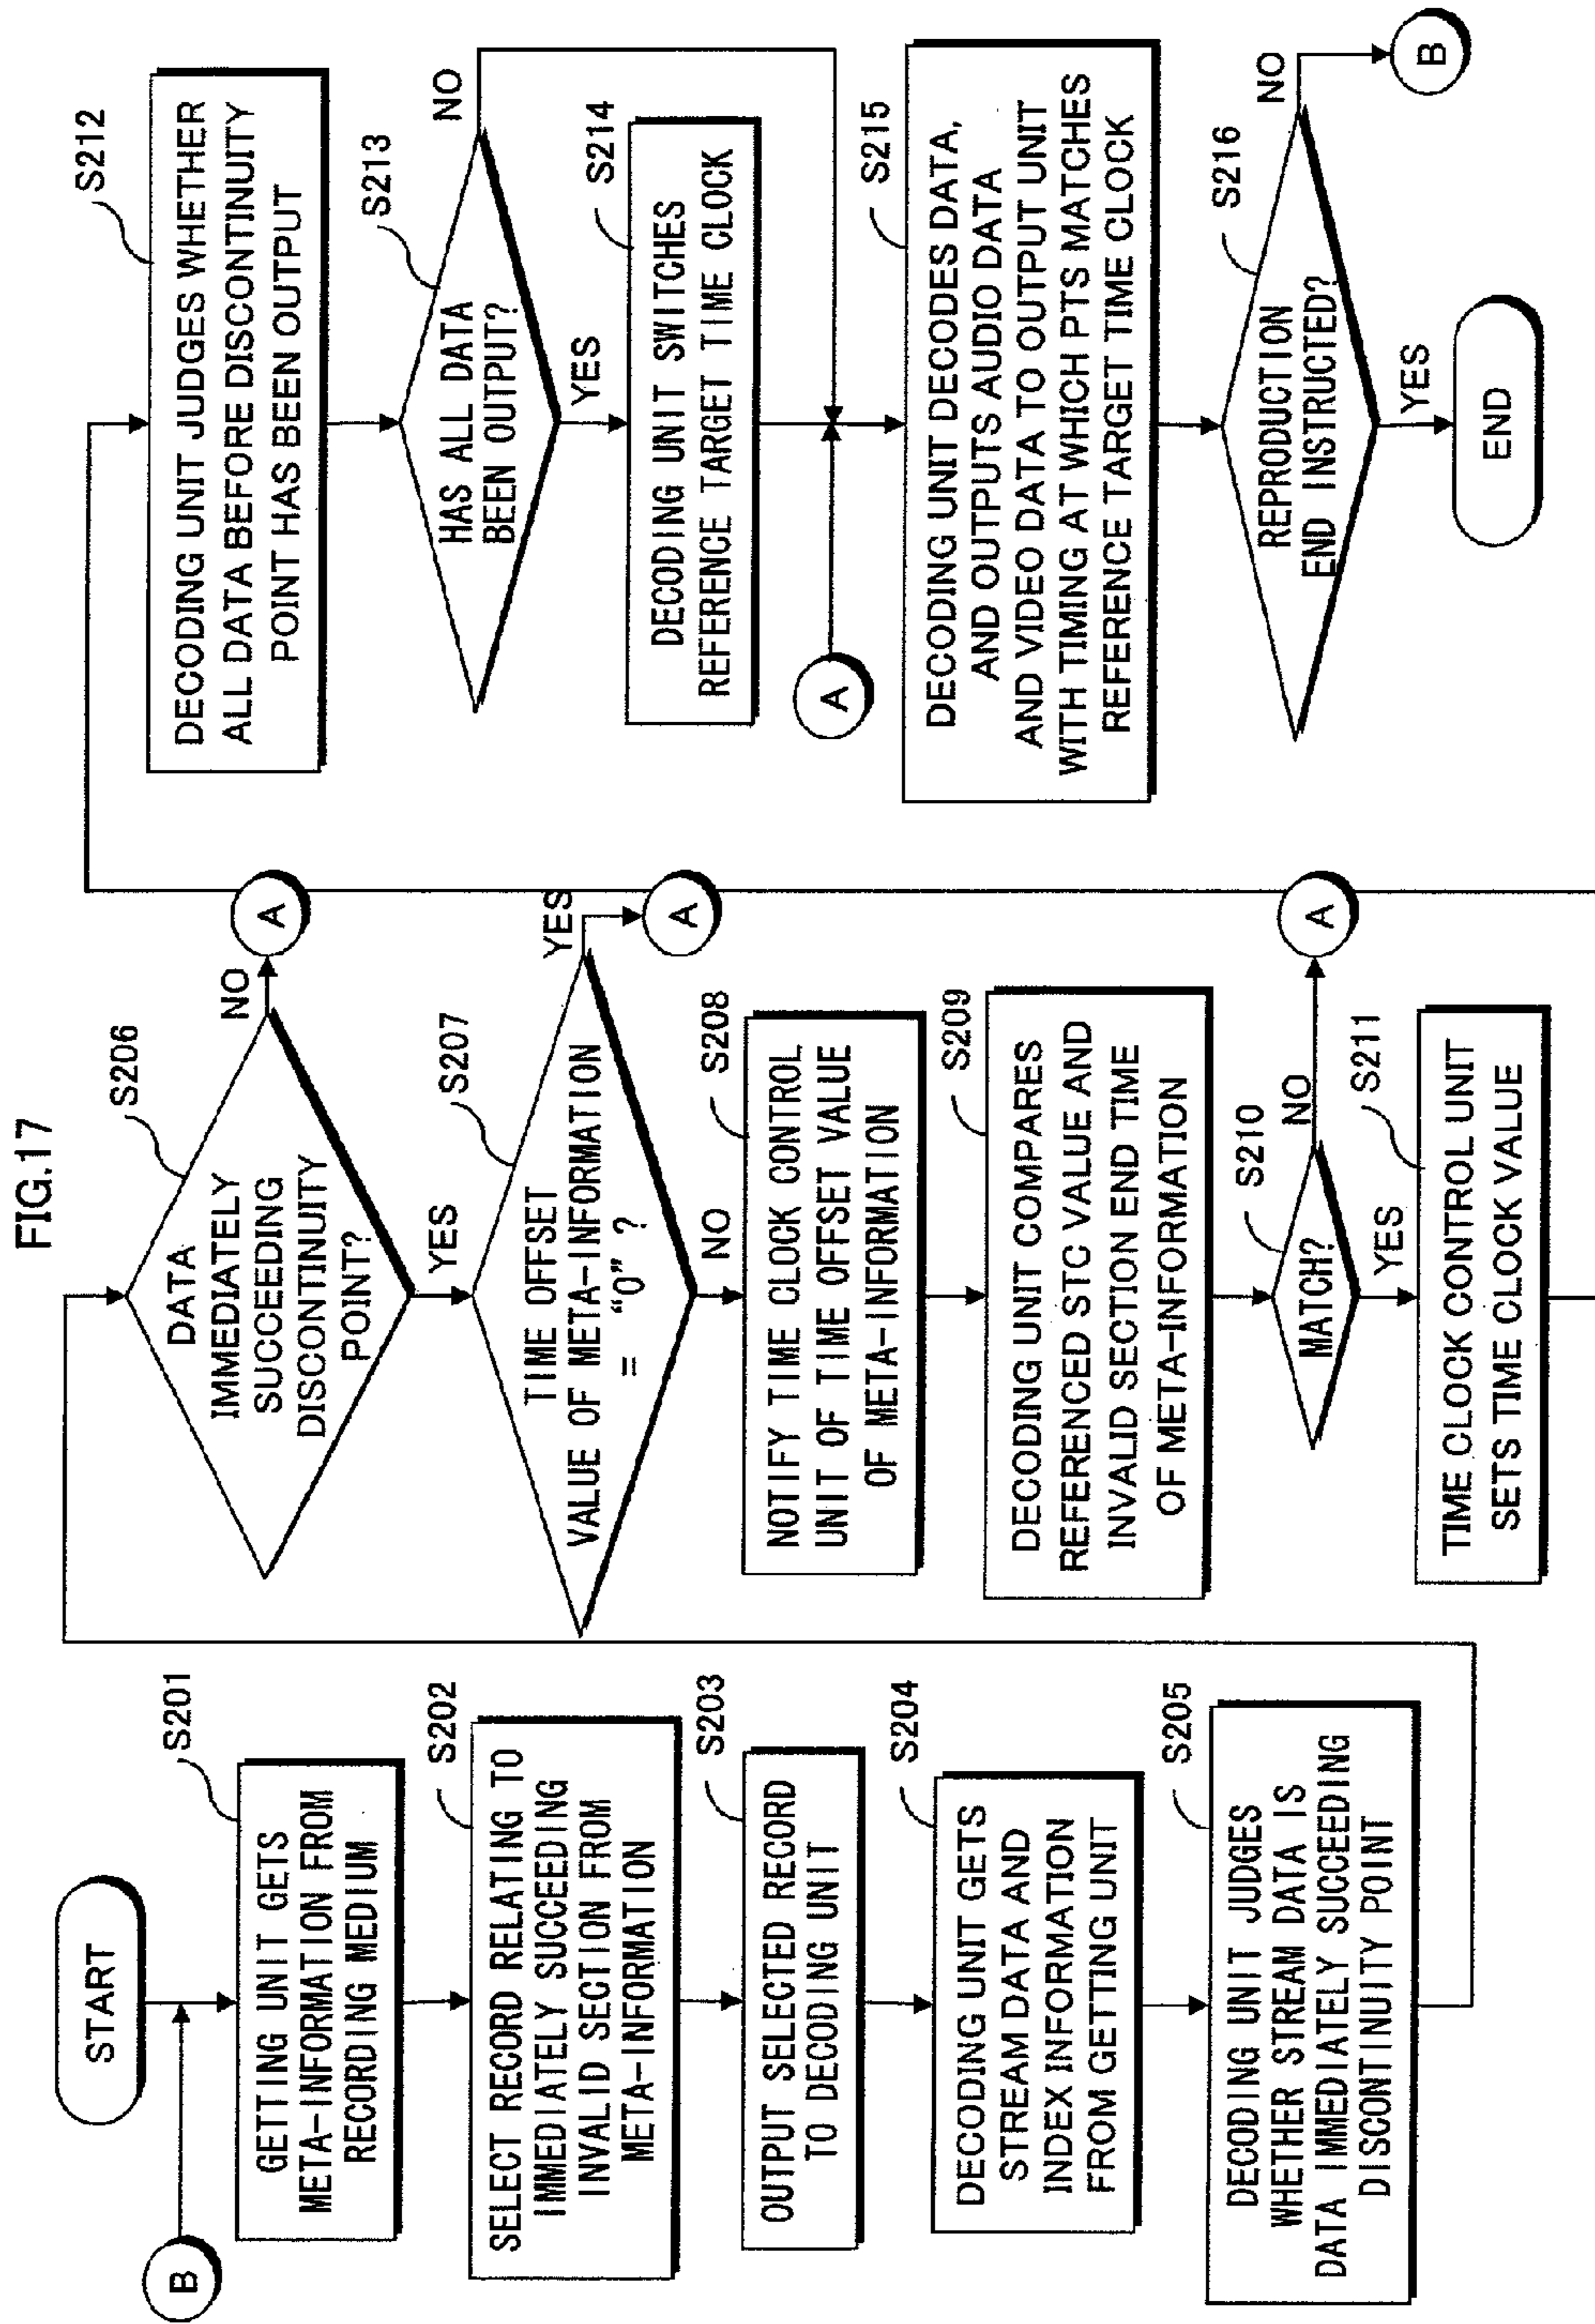 FIG.17
START
B
S201
GETTING UNIT GETS
META-INFORMATION FROM
RECORDING MEDIUM
S202
SELECT RECORD RELATING TO
IMMEDIATELY SUCCEEDING
INVALID SECTION FROM
META-INFORMATION
S203
OUTPUT SELECTED RECORD
TO DECODING UNIT
S204
DECODING UNIT GETS
STREAM DATA AND
INDEX INFORMATION
FROM GETTING UNIT
S205
DECODING UNIT JUDGES
WHETHER STREAM DATA IS
DATA IMMEDIATELY SUCCEEDING
DISCONTINUITY POINT
S206
DATA
IMMEDIATELY
SUCCEEDING
DISCONTINUITY
POINT?
NO
A
YES
S207
TIME OFFSET
VALUE OF META-INFORMATION
= "0" ?
YES
A
NO
S208
NOTIFY TIME CLOCK CONTROL
UNIT OF TIME OFFSET VALUE
OF META-INFORMATION
S209
DECODING UNIT COMPARES
REFERENCED STC VALUE AND
INVALID SECTION END TIME
OF META-INFORMATION
S210
MATCH?
NO
A
YES
S211
TIME CLOCK CONTROL UNIT
SETS TIME CLOCK VALUE
S212
DECODING UNIT JUDGES WHETHER
ALL DATA BEFORE DISCONTINUITY
POINT HAS BEEN OUTPUT
S213
HAS ALL DATA
BEEN OUTPUT?
NO
YES
S214
DECODING UNIT SWITCHES
REFERENCE TARGET TIME CLOCK
A
S215
DECODING UNIT DECODES DATA,
AND OUTPUTS AUDIO DATA
AND VIDEO DATA TO OUTPUT UNIT
WITH TIMING AT WHICH PTS MATCHES
REFERENCE TARGET TIME CLOCK
S216
REPRODUCTION
END INSTRUCTED?
NO
B
YES
END